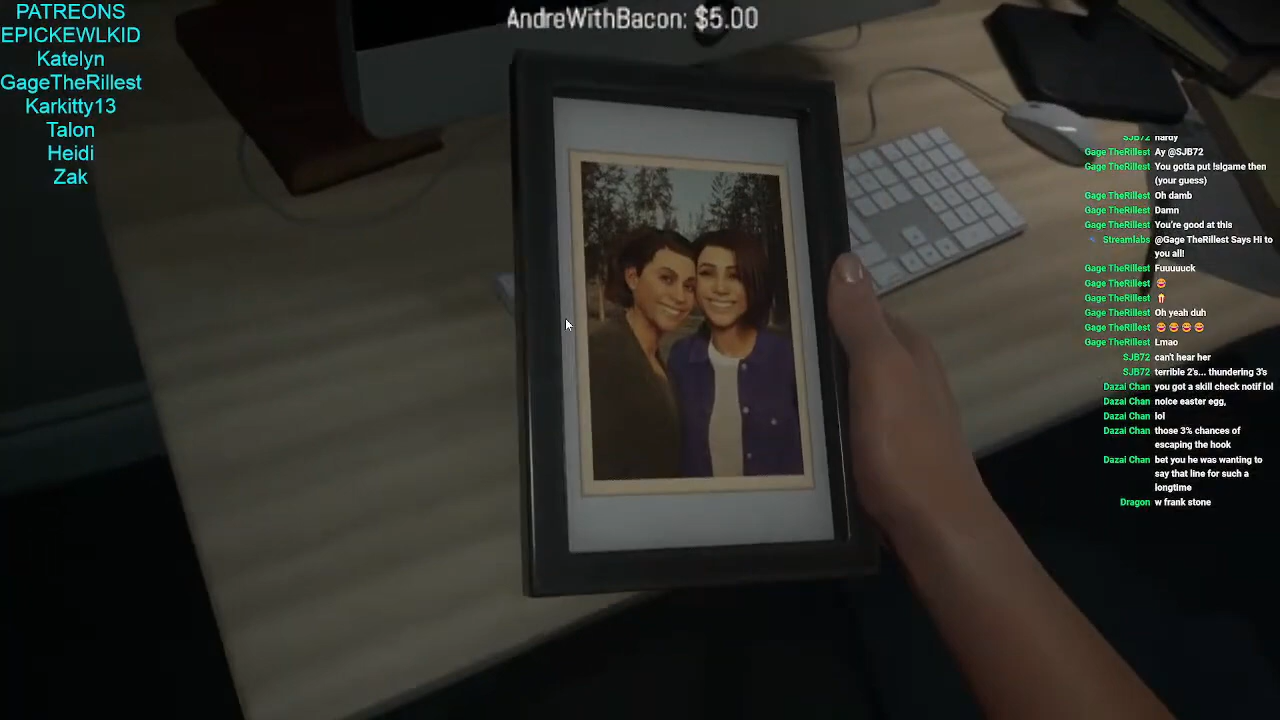 PATREONS
EPICKEWLKID
Katelyn
GageTheRillest
Karkitty13
Talon
Heidi
Zak
AndreWithBacon: $5.00
SJB72 hardy
Gage TheRillest Ay @SJB72
Gage TheRillest You gotta put !slgame then
(your guess)
Gage TheRillest Oh damb
Gage TheRillest Damn
Gage TheRillest You're good at this
Streamlabs @Gage TheRillest Says Hi to
you all!
Gage TheRillest Fuuuuuck
Gage TheRillest 
Gage TheRillest 
Gage TheRillest Oh yeah duh
Gage TheRillest 
Gage TheRillest Lmao
SJB72 can't hear her
SJB72 terrible 2's... thundering 3's
Dazai Chan you got a skill check notif lol
Dazai Chan noice easter egg,
Dazai Chan lol
Dazai Chan those 3% chances of
escaping the hook
Dazai Chan bet you he was wanting to
say that line for such a
longtime
Dragon w frank stone